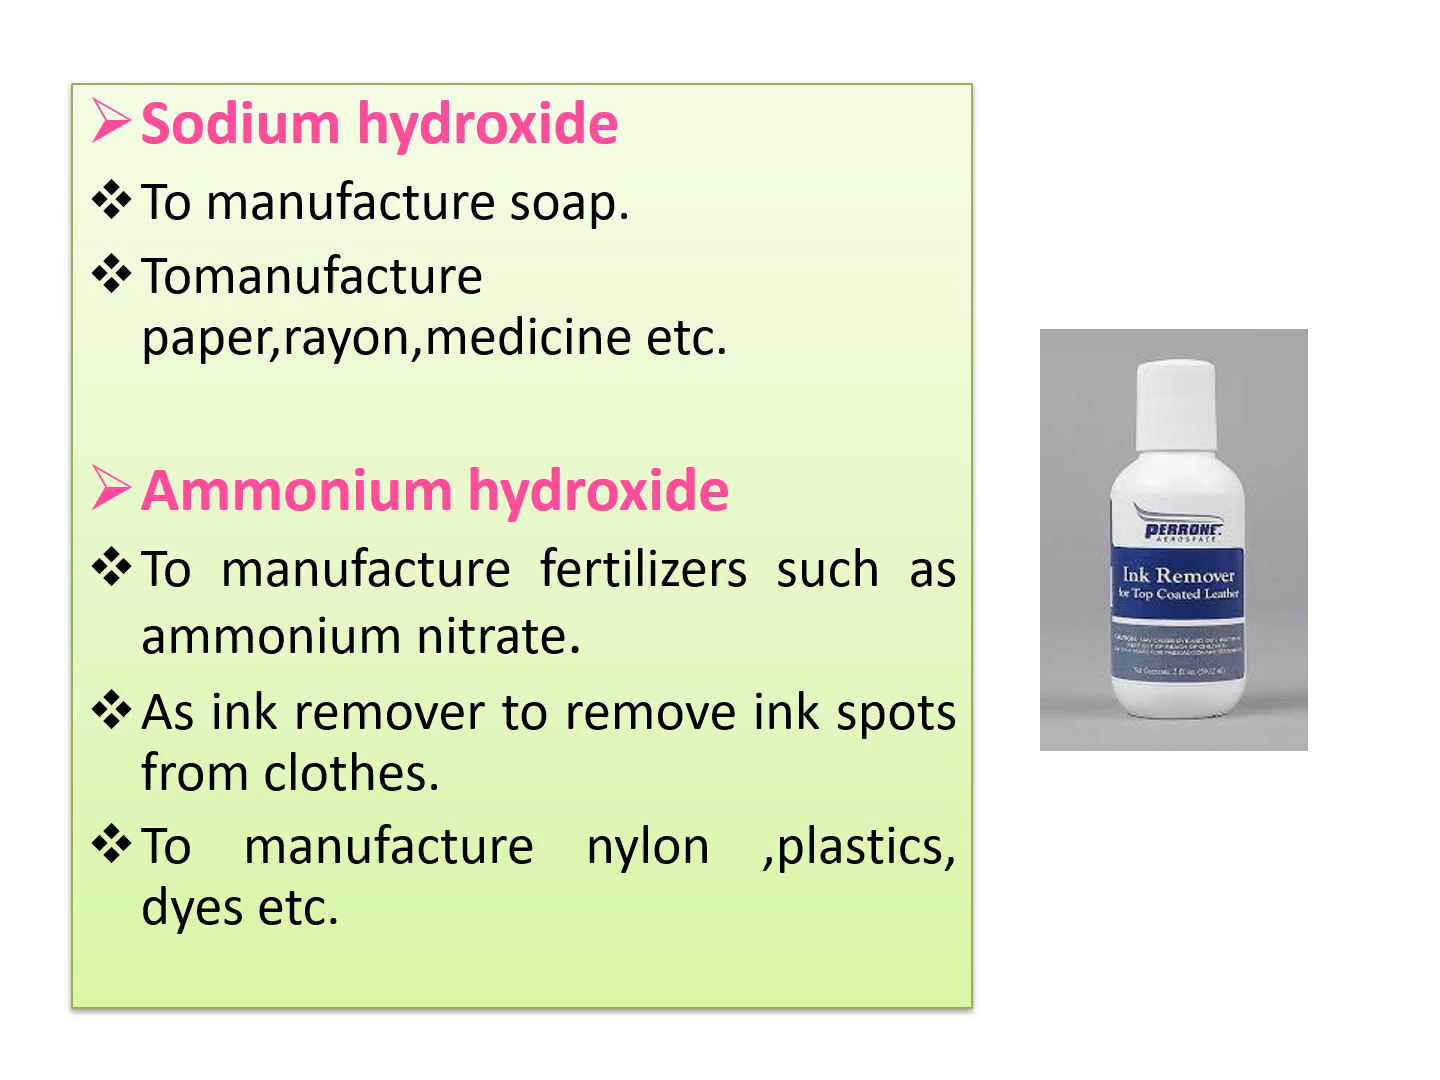 Sodium hydroxide
To manufacture soap.
Tomanufacture
paper,rayon,medicine etc.
Ammonium hydroxide
To manufacture fertilizers such as
ammonium nitrate.
As ink remover to remove ink spots
from clothes.
To manufacture nylon ,plastics,
dyes etc.
PERRONE
AEROSPACE
Ink Remover
for Top Coated Leather